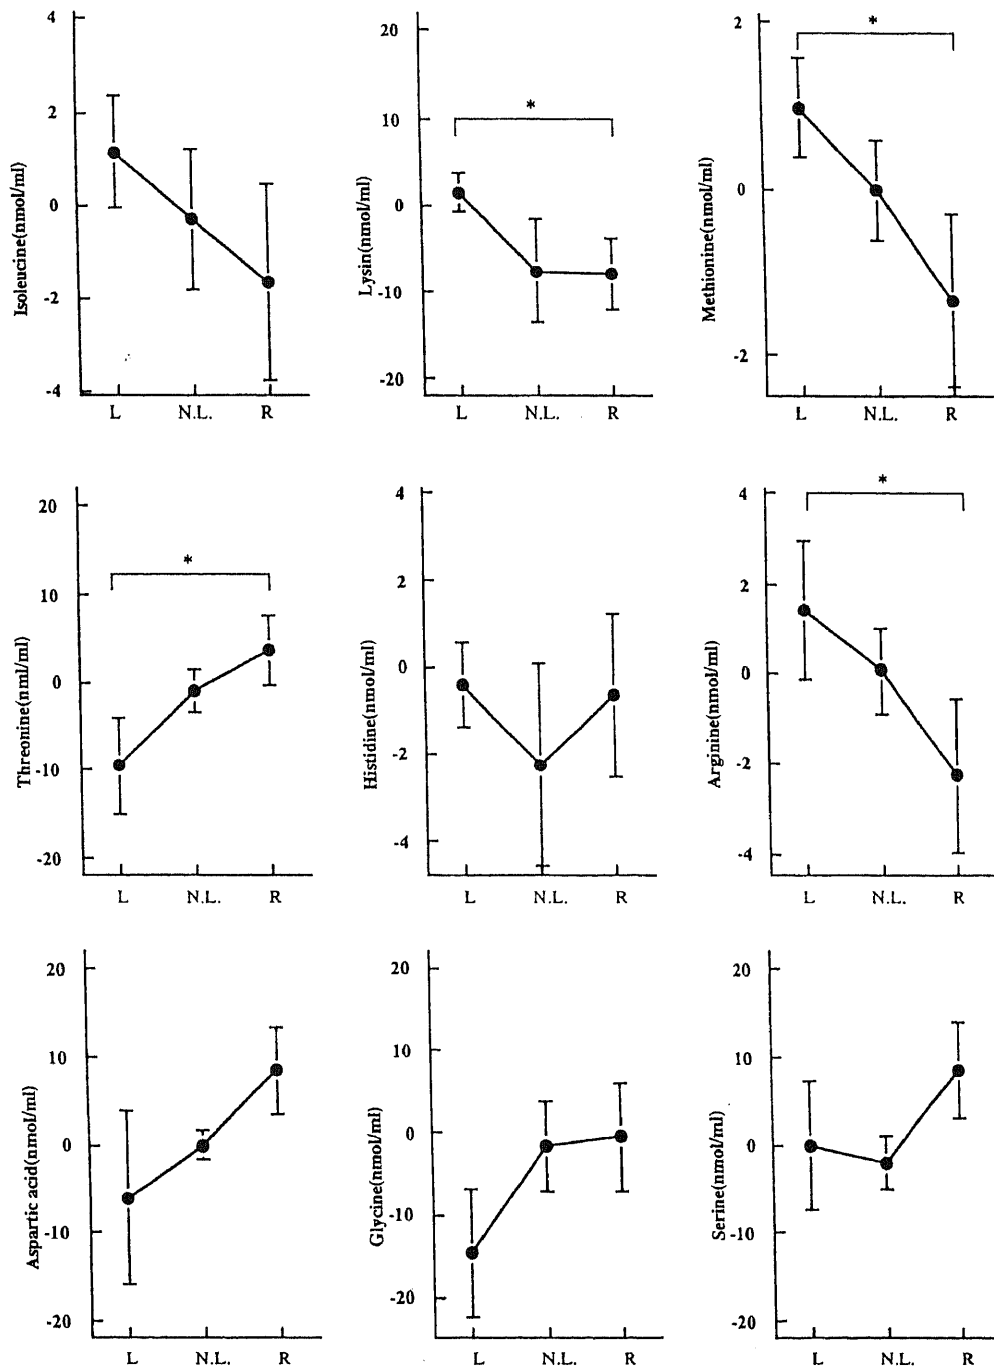 4
2
0
-2
-4
Isoleucine(nmol/ml)
L N.L. R
20
10
0
-10
-20
Lysin(nmol/ml)
*
L N.L. R
2
0
-2
Methionine(nmol/ml)
*
L N.L. R
20
10
0
-10
-20
Threonine(nml/ml)
*
L N.L. R
4
2
0
-2
-4
Histidine(nmol/ml)
L N.L. R
4
2
0
-2
-4
Arginine(nmol/ml)
*
L N.L. R
20
10
0
-10
-20
Aspartic acid(nmol/ml)
L N.L. R
20
10
0
-10
-20
Glycine(nmol/ml)
L N.L. R
20
10
0
-10
-20
Serine(nmol/ml)
L N.L. R